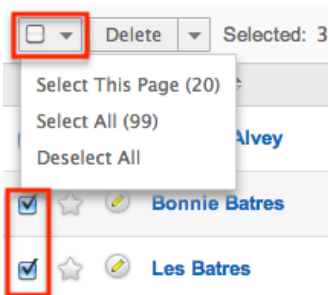 Delete Selected: 3
Select This Page (20)
Select All (99)
Alvey
Deselect All
Bonnie Batres
Les Batres